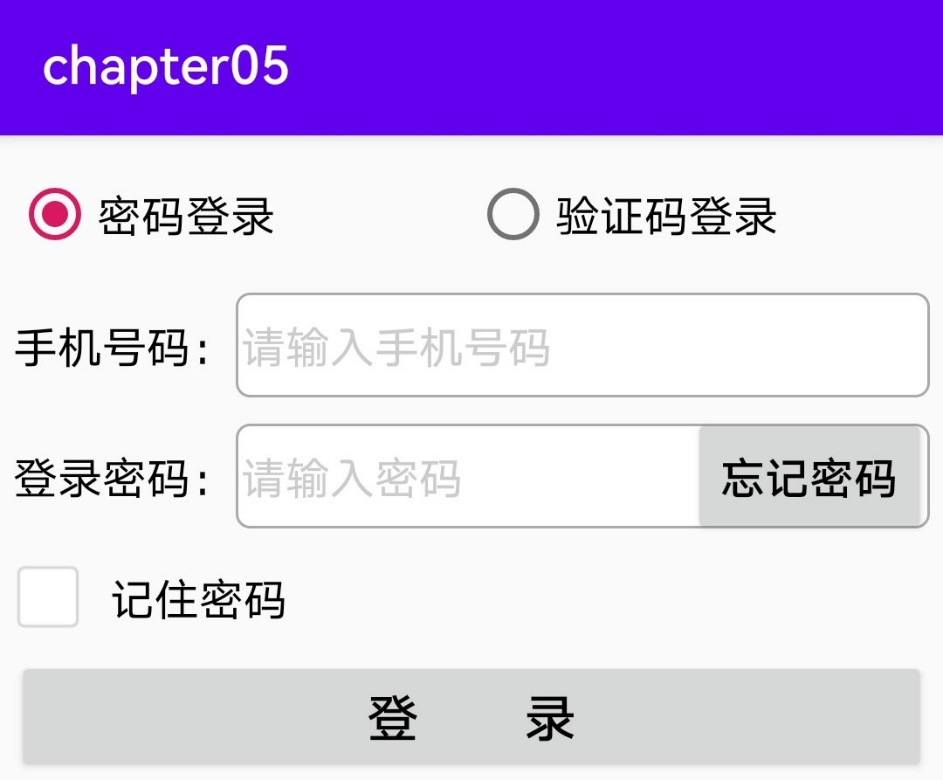 chapter05
密码登录 验证码登录
手机号码： 请输入手机号码
登录密码： 请输入密码 忘记密码
记住密码
登 录